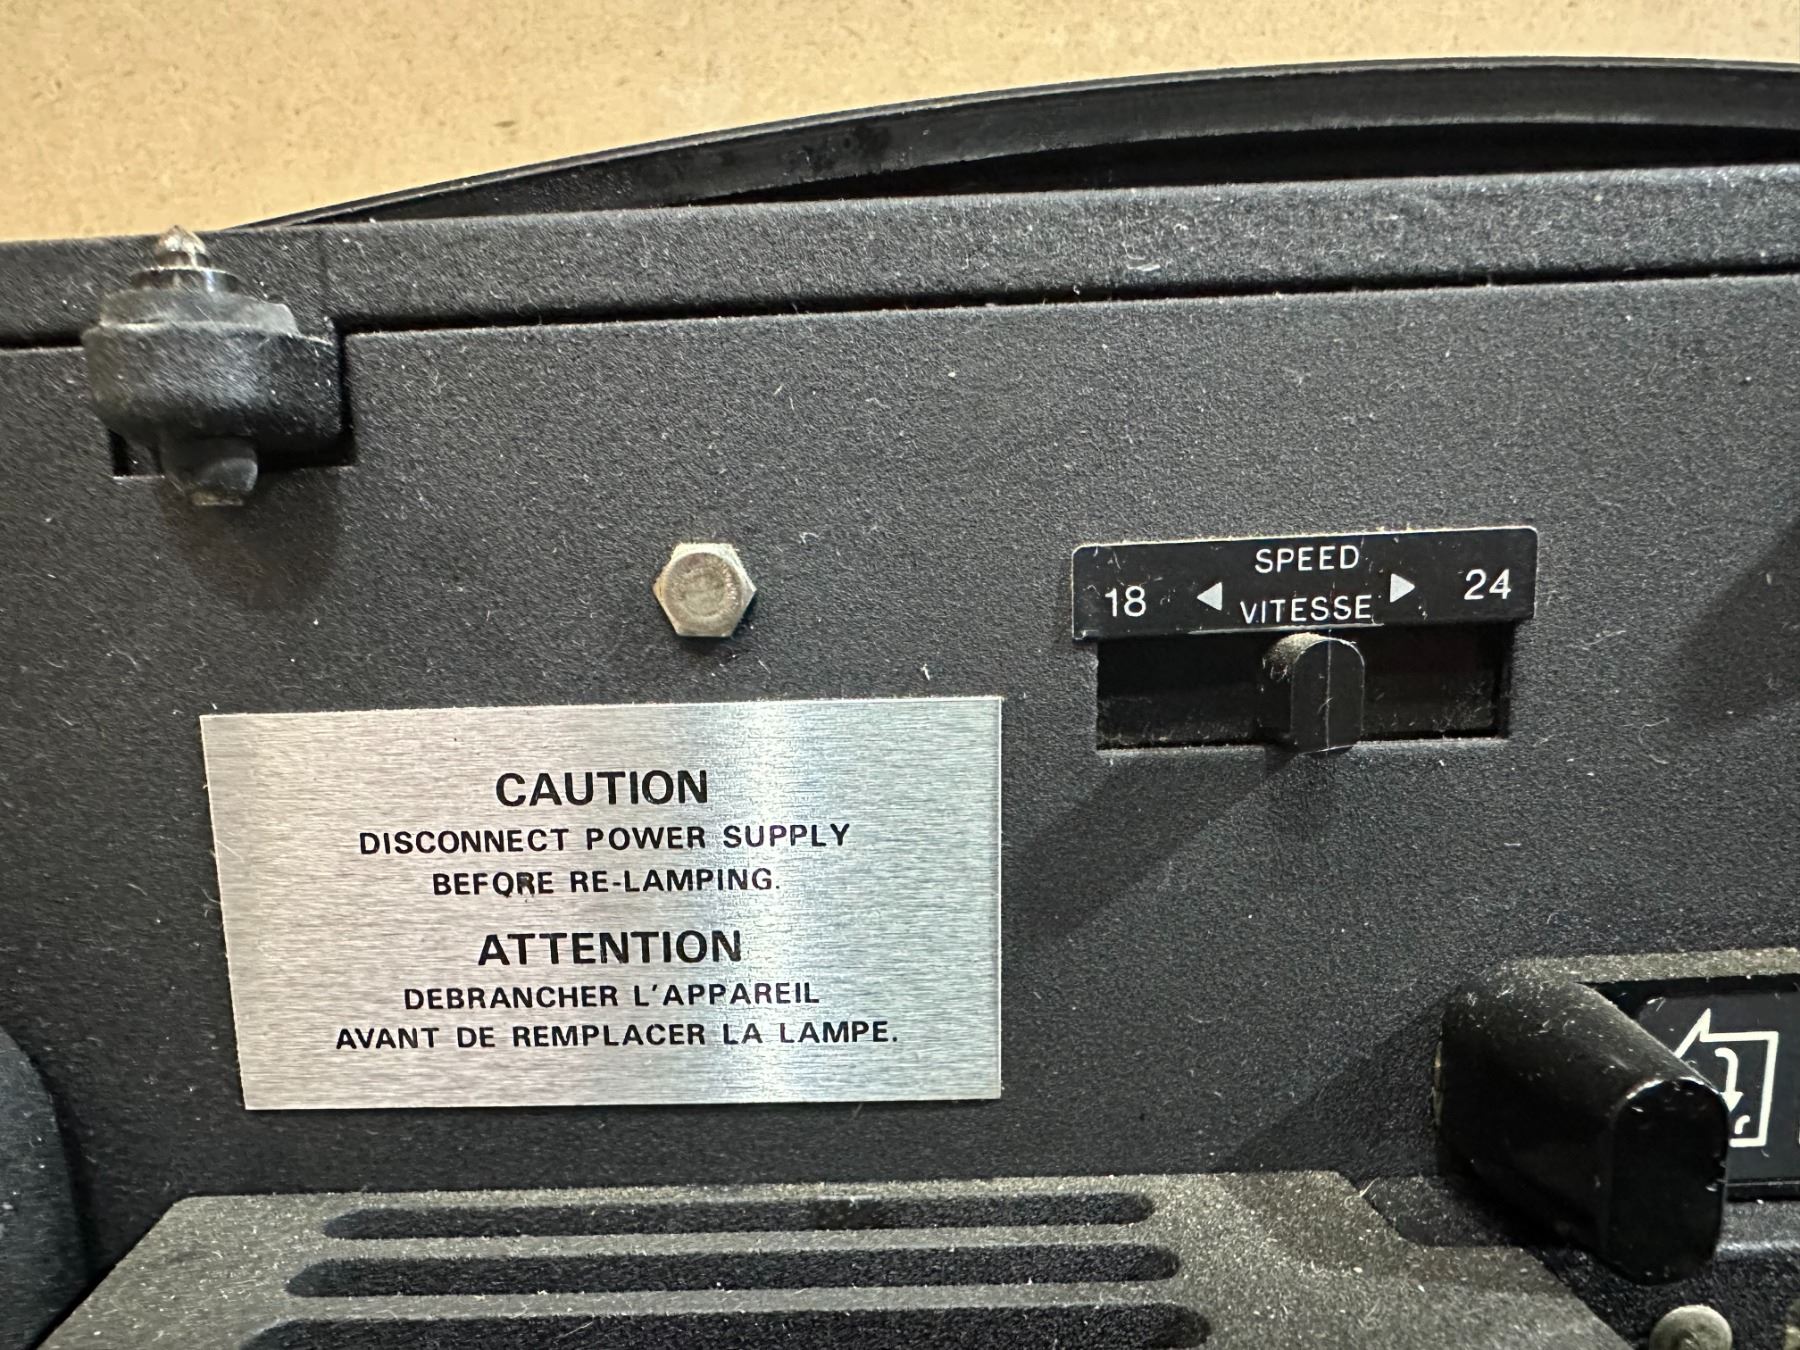 SPEED
18 ◀ ▶ 24
VITESSE
CAUTION
DISCONNECT POWER SUPPLY
BEFORE RE-LAMPING.
ATTENTION
DEBRANCHER L'APPAREIL
AVANT DE REMPLACER LA LAMPE.